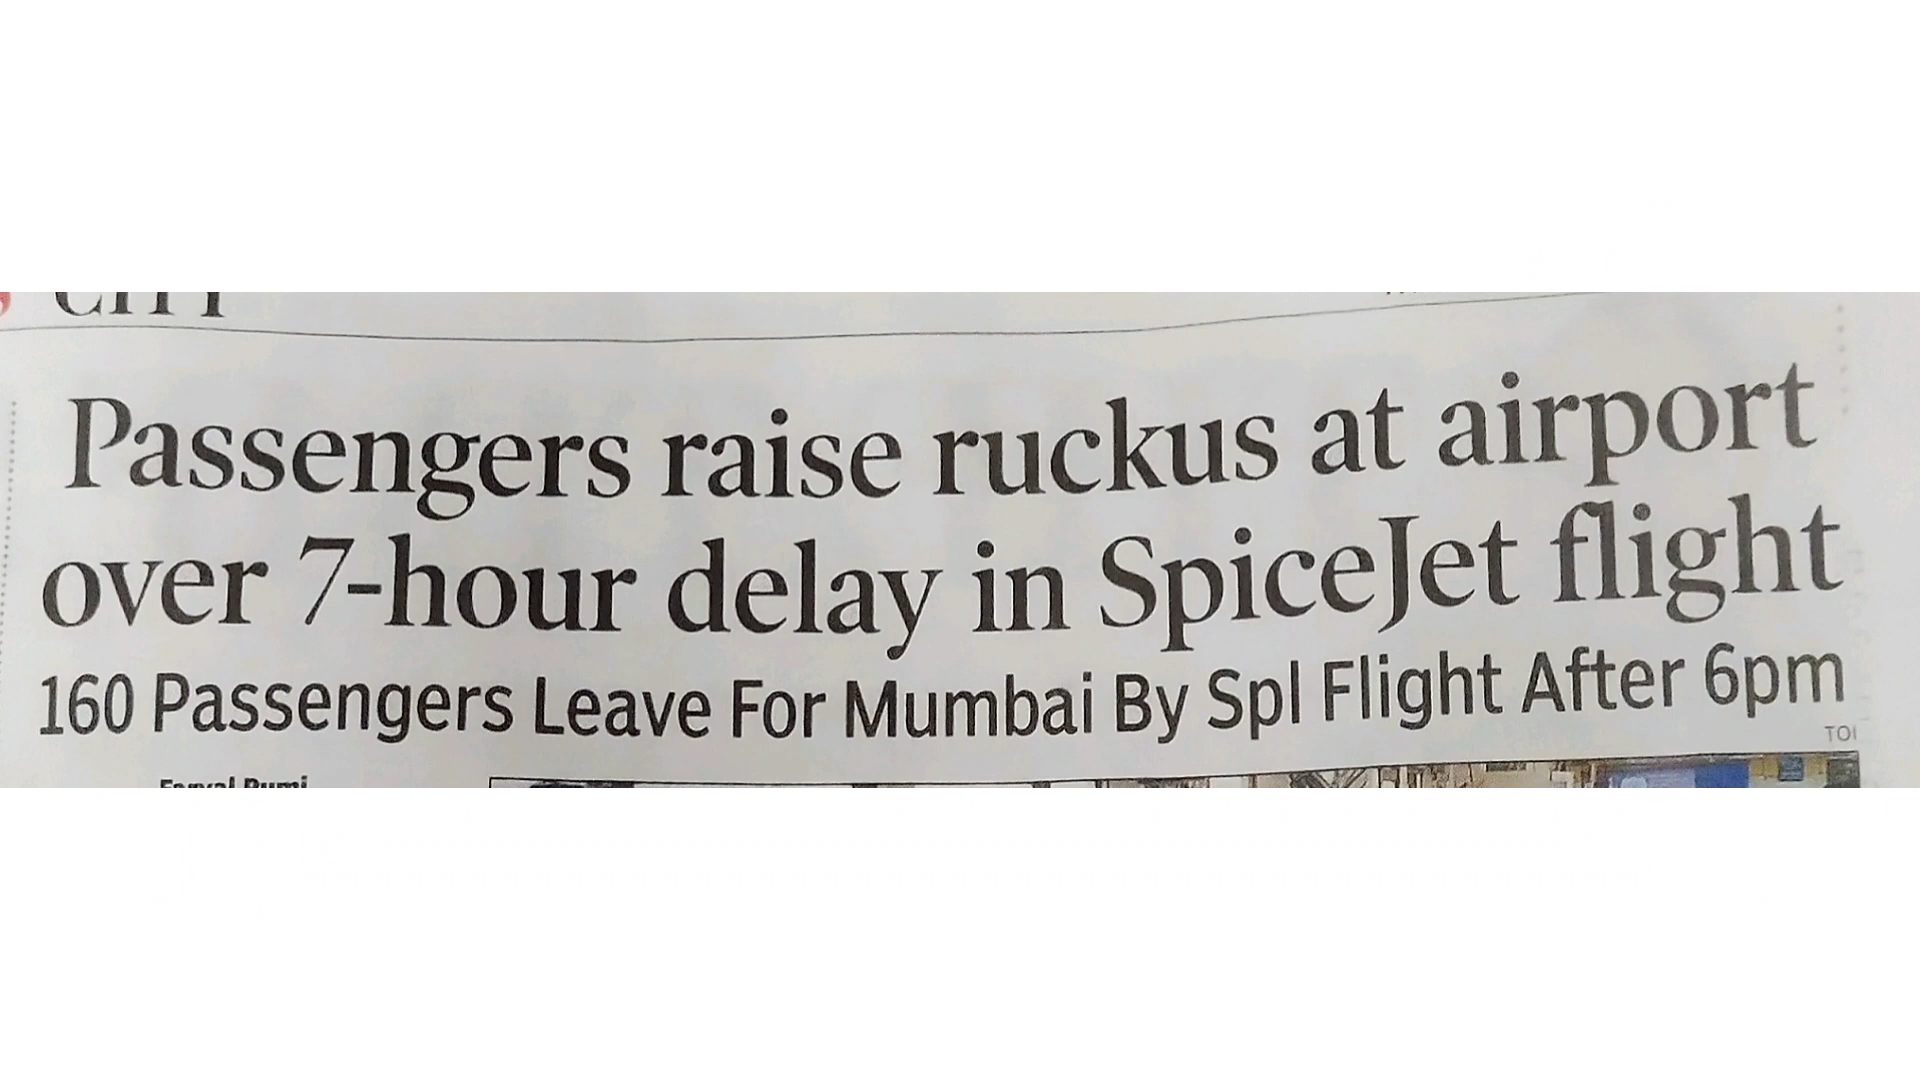 CITY
Passengers raise ruckus at airport
over 7-hour delay in SpiceJet flight
160 Passengers Leave For Mumbai By Spl Flight After 6pm
TOI